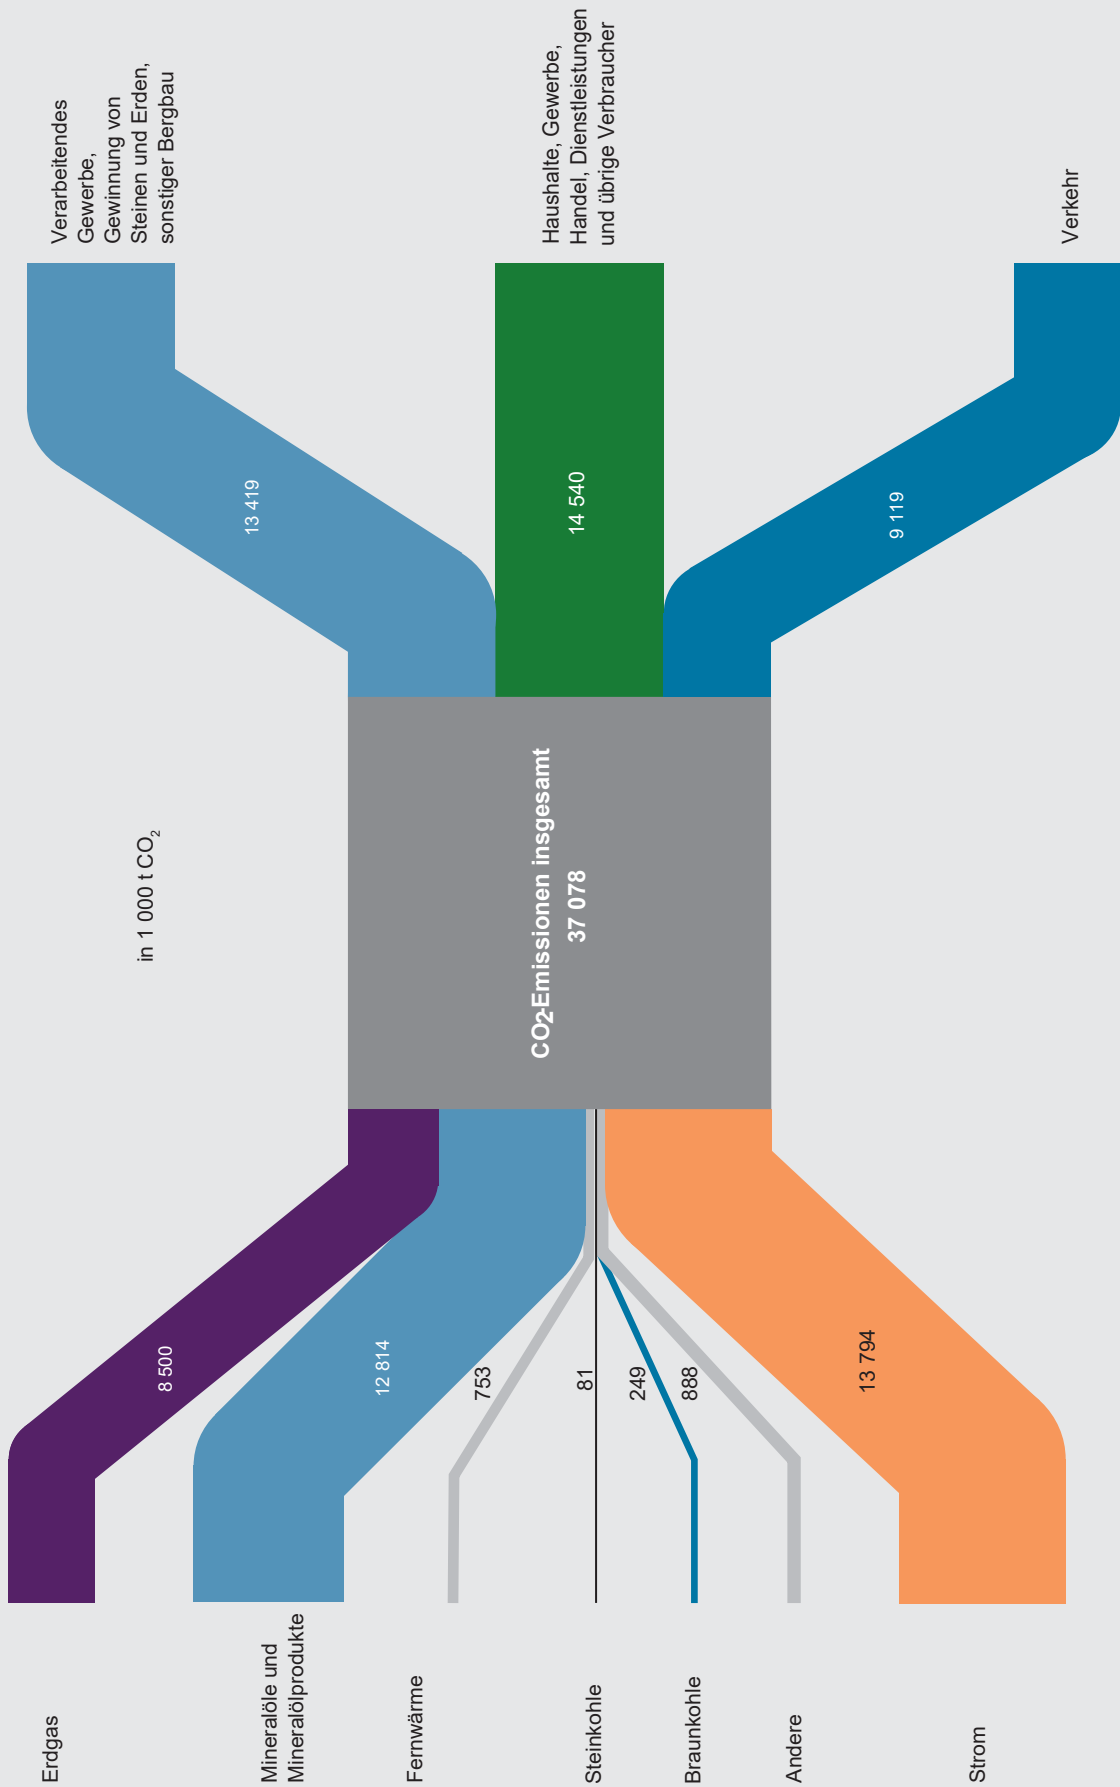 in 1 000 t CO₂
Erdgas
8 500
Mineralöle und
Mineralölprodukte
12 814
Fernwärme
753
Steinkohle
81
Braunkohle
249
Andere
888
Strom
13 794
CO2-Emissionen insgesamt
37 078
Verarbeitendes
Gewerbe,
Gewinnung von
Steinen und Erden,
sonstiger Bergbau
13 419
Haushalte, Gewerbe,
Handel, Dienstleistungen
und übrige Verbraucher
14 540
Verkehr
9 119